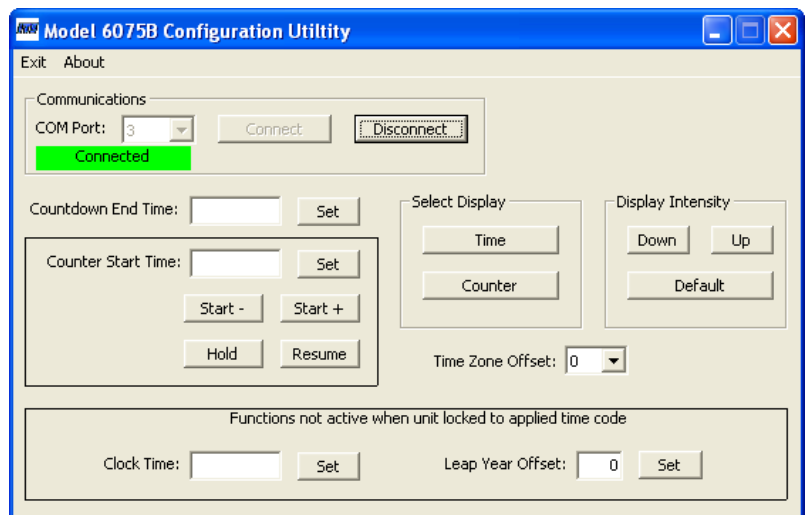 Model 6075B Configuration Utiltity
Exit About
Communications
COM Port: 3 Connect Disconnect
Connected
Countdown End Time: Set
Counter Start Time: Set
Start - Start +
Hold Resume
Select Display
Time
Counter
Display Intensity
Down Up
Default
Time Zone Offset: 0
Functions not active when unit locked to applied time code
Clock Time: Set Leap Year Offset: 0 Set